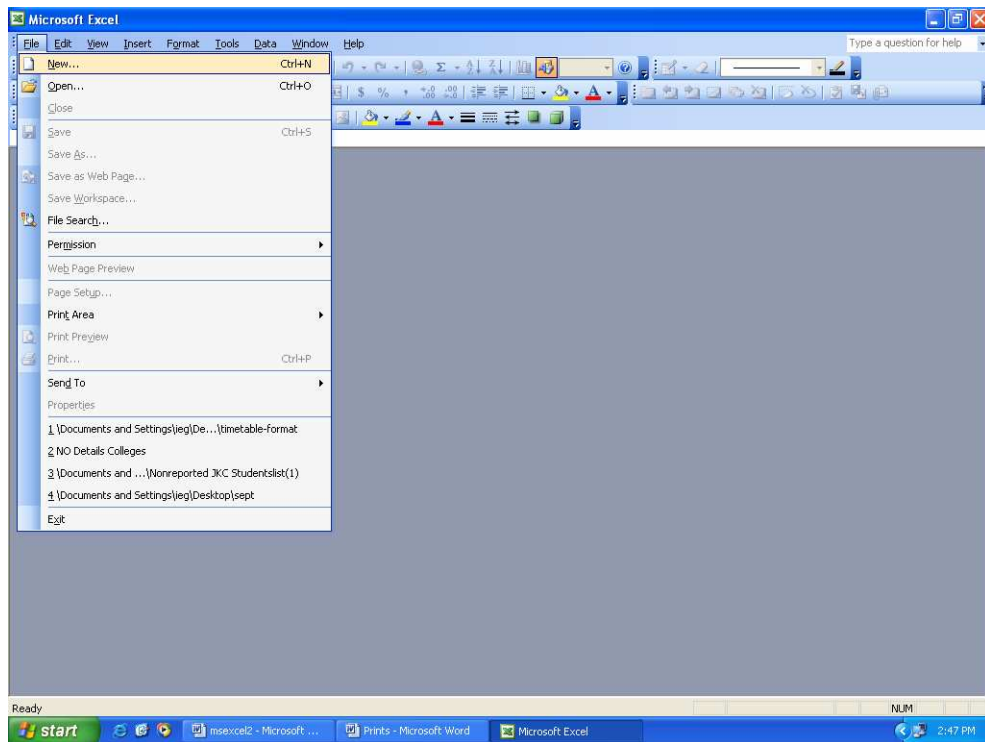 Microsoft Excel
File Edit View Insert Format Tools Data Window Help Type a question for help
New... Ctrl+N
Open... Ctrl+O
Close
Save Ctrl+S
Save As...
Save as Web Page...
Save Workspace...
File Search...
Permission
Web Page Preview
Page Setup...
Print Area
Print Preview
Print... Ctrl+P
Send To
Properties
1 \Documents and Settings\ieg\De...\timetable-format
2 NO Details Colleges
3 \Documents and ...\Nonreported JKC Studentslist(1)
4 \Documents and Settings\ieg\Desktop\sept
Exit
Ready NUM
start msexcel2 - Microsoft ... Prints - Microsoft Word Microsoft Excel 2:47 PM